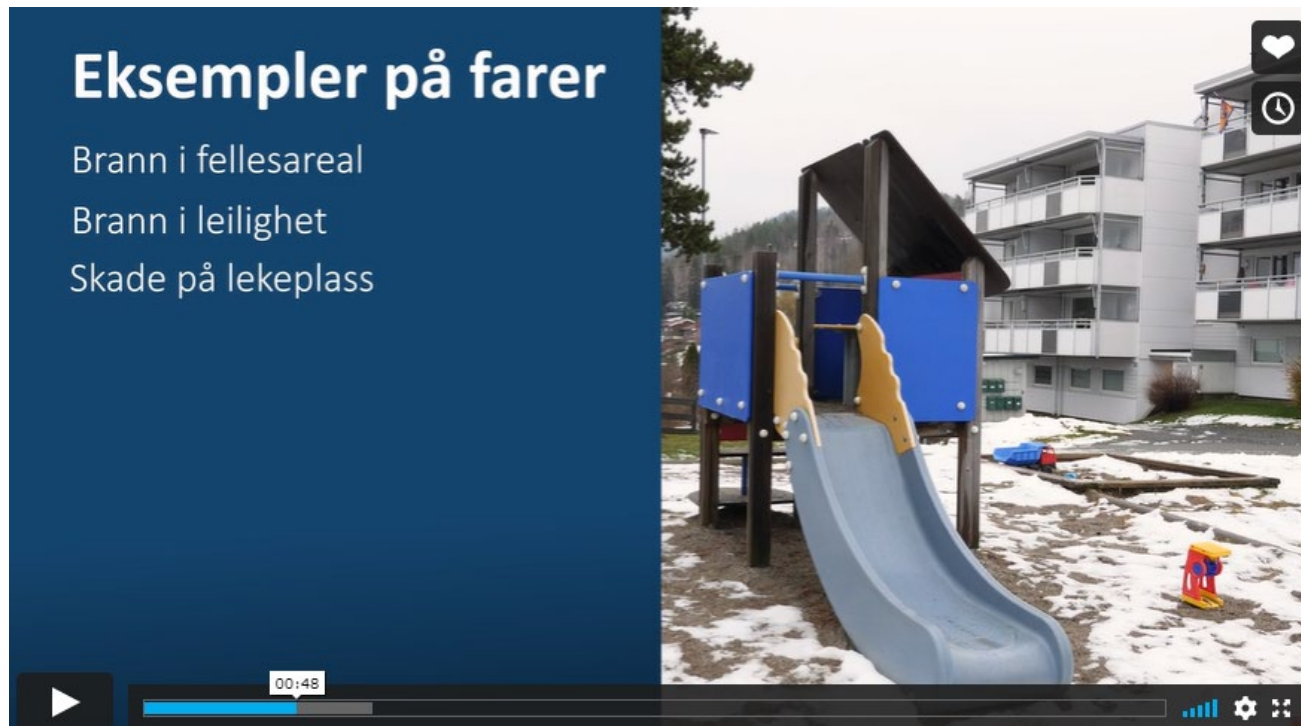 Eksempler på farer
Brann i fellesareal
Brann i leilighet
Skade på lekeplass
00:48